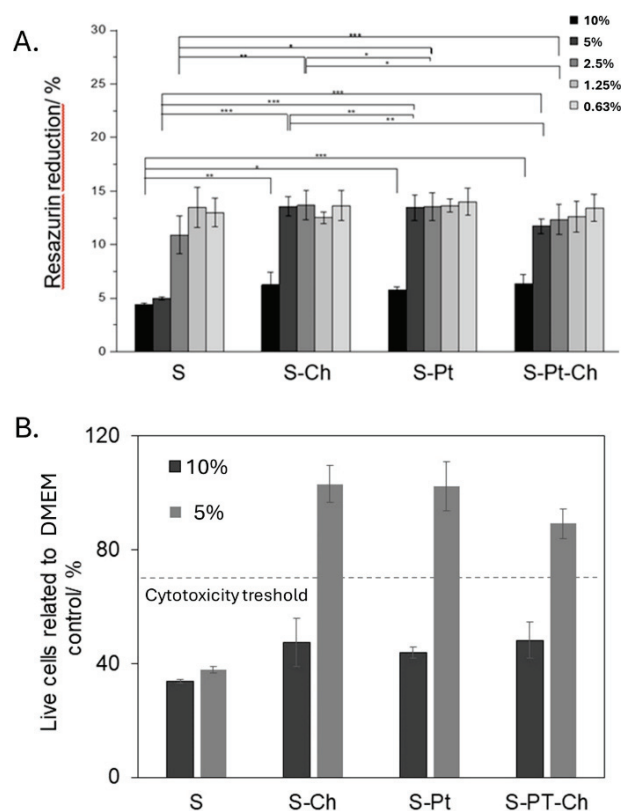 A.
10%
5%
2.5%
1.25%
0.63%
Resazurin reduction/ %
30
25
20
15
10
5
0
***
*
**
*
*
***
***
***
**
**
***
*
**
S
S-Ch
S-Pt
S-Pt-Ch
B.
Live cells related to DMEM
control/ %
120
80
40
0
10%
5%
Cytotoxicity treshold
S
S-Ch
S-Pt
S-PT-Ch